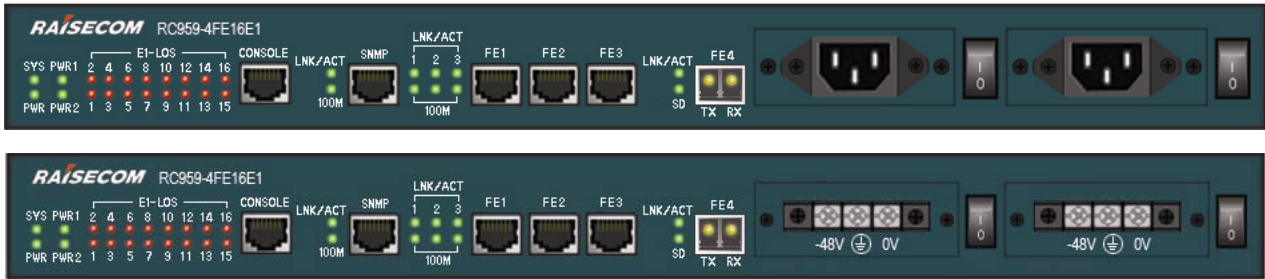 RAISECOM RC959-4FE16E1
LNK/ACT
E1-LOS CONSOLE SNMP FE1 FE2 FE3 FE4
SYS PWR1 2 4 6 8 10 12 14 16 LNK/ACT 1 2 3 LNK/ACT
I I
O O
PWR PWR2 1 3 5 7 9 11 13 15 100M 100M SD TX RX
RAISECOM RC959-4FE16E1
LNK/ACT
E1-LOS CONSOLE SNMP FE1 FE2 FE3 FE4
SYS PWR1 2 4 6 8 10 12 14 16 LNK/ACT 1 2 3 LNK/ACT
I I
O O
-48V 0V -48V 0V
PWR PWR2 1 3 5 7 9 11 13 15 100M 100M SD TX RX